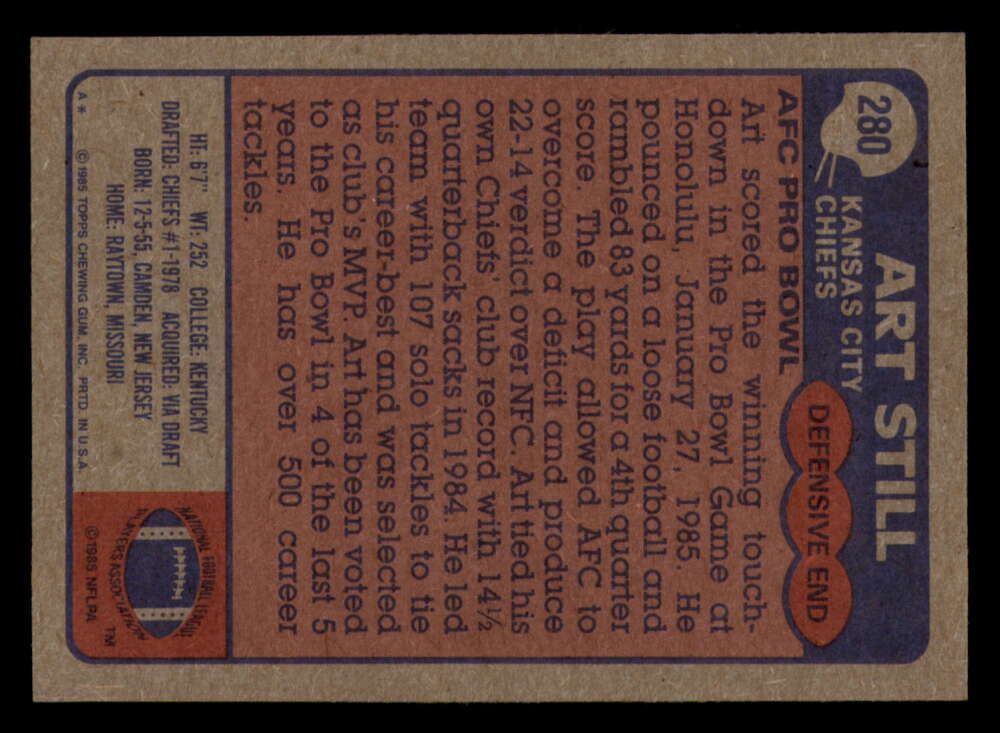 280
ART STILL
KANSAS CITY
CHIEFS
DEFENSIVE END
AFC PRO BOWL
Art scored the winning touch-
down in the Pro Bowl Game at
Honolulu, January 27, 1985. He
pounced on a loose football and
rambled 83 yards for a 4th quarter
score. The play allowed AFC to
overcome a deficit and produce
22-14 verdict over NFC. Art tied his
own Chiefs' club record with 14½
quarterback sacks in 1984. He led
team with 107 solo tackles to tie
his career-best and was selected
as club's MVP. Art has been voted
to the Pro Bowl in 4 of the last 5
years. He has over 500 career
tackles.
HT: 6'7" WT: 252 COLLEGE: KENTUCKY
DRAFTED: CHIEFS #1-1978 ACQUIRED: VIA DRAFT
BORN: 12-5-55, CAMDEN, NEW JERSEY
HOME: RAYTOWN, MISSOURI
A* © 1985 TOPPS CHEWING GUM, INC. PRTD. IN U.S.A.
NATIONAL FOOTBALL LEAGUE
PLAYERS ASSOCIATION
TM
© 1985 NFLPA